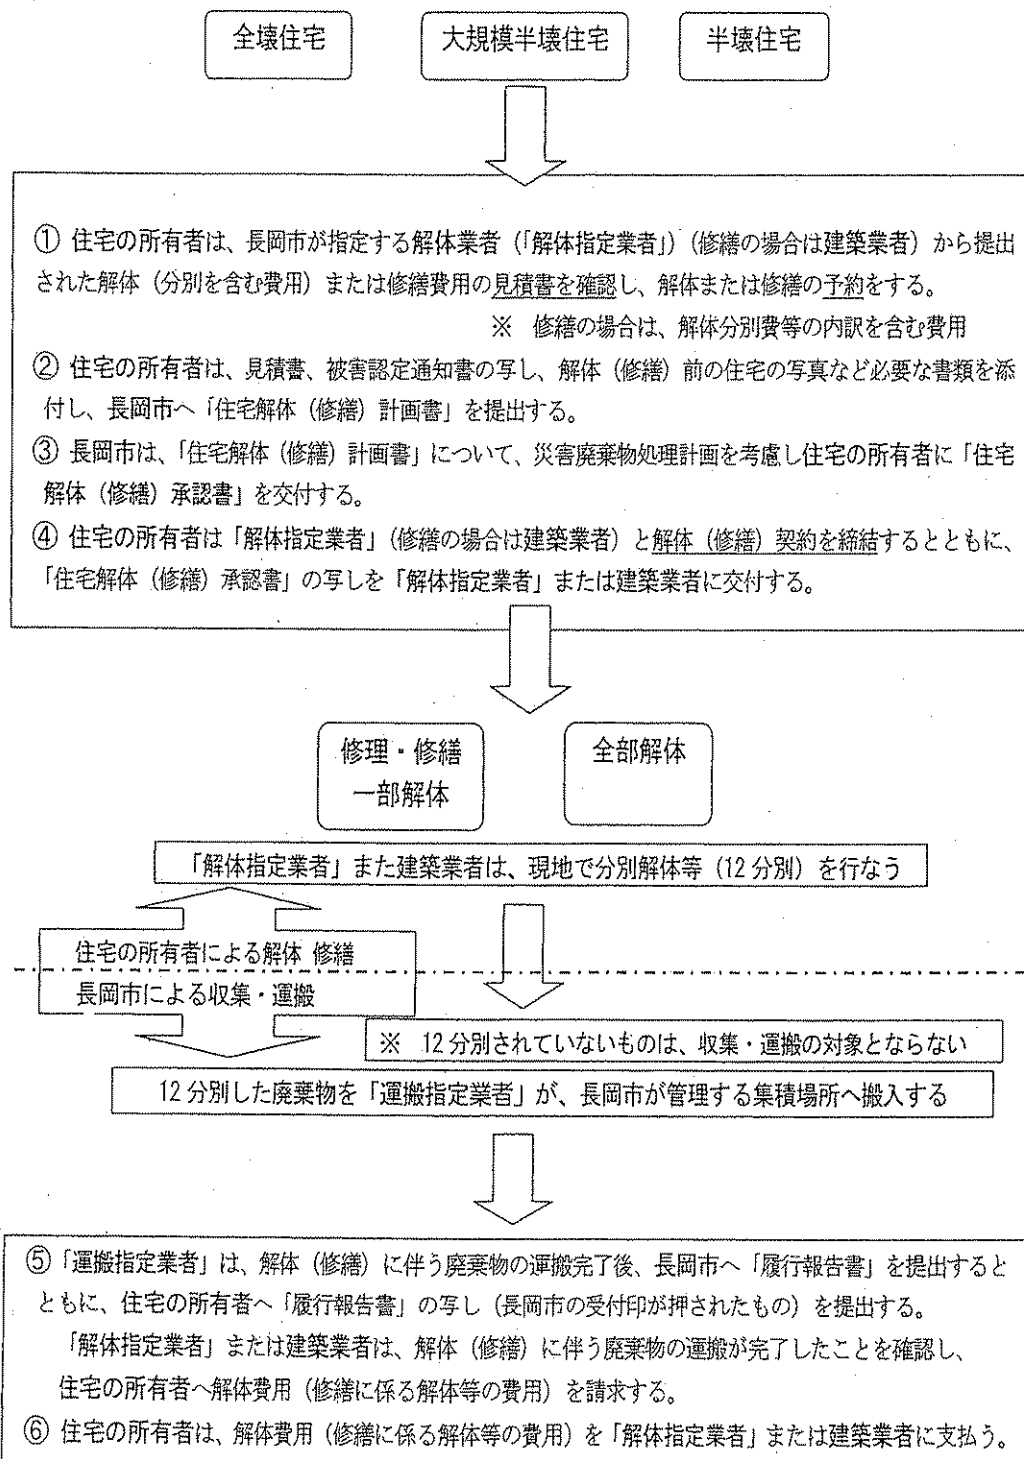 全壊住宅
大規模半壊住宅
半壊住宅
① 住宅の所有者は、長岡市が指定する解体業者(「解体指定業者」)(修繕の場合は建築業者)から提出
された解体(分別を含む費用)または修繕費用の見積書を確認し、解体または修繕の予約をする。
※ 修繕の場合は、解体分別費等の内訳を含む費用
② 住宅の所有者は、見積書、被害認定通知書の写し、解体(修繕)前の住宅の写真など必要な書類を添
付し、長岡市へ「住宅解体(修繕)計画書」を提出する。
③ 長岡市は、「住宅解体(修繕)計画書」について、災害廃棄物処理計画を考慮し住宅の所有者に「住宅
解体(修繕)承認書」を交付する。
④ 住宅の所有者は「解体指定業者」(修繕の場合は建築業者)と解体(修繕)契約を締結するとともに、
「住宅解体(修繕)承認書」の写しを「解体指定業者」または建築業者に交付する。
修理・修繕
一部解体
全部解体
「解体指定業者」また建築業者は、現地で分別解体等(12分別)を行なう
住宅の所有者による解体 修繕
長岡市による収集・運搬
※ 12分別されていないものは、収集・運搬の対象とならない
12分別した廃棄物を「運搬指定業者」が、長岡市が管理する集積場所へ搬入する
⑤「運搬指定業者」は、解体(修繕)に伴う廃棄物の運搬完了後、長岡市へ「履行報告書」を提出すると
ともに、住宅の所有者へ「履行報告書」の写し(長岡市の受付印が押されたもの)を提出する。
「解体指定業者」または建築業者は、解体(修繕)に伴う廃棄物の運搬が完了したことを確認し、
住宅の所有者へ解体費用(修繕に係る解体等の費用)を請求する。
⑥ 住宅の所有者は、解体費用(修繕に係る解体等の費用)を「解体指定業者」または建築業者に支払う。